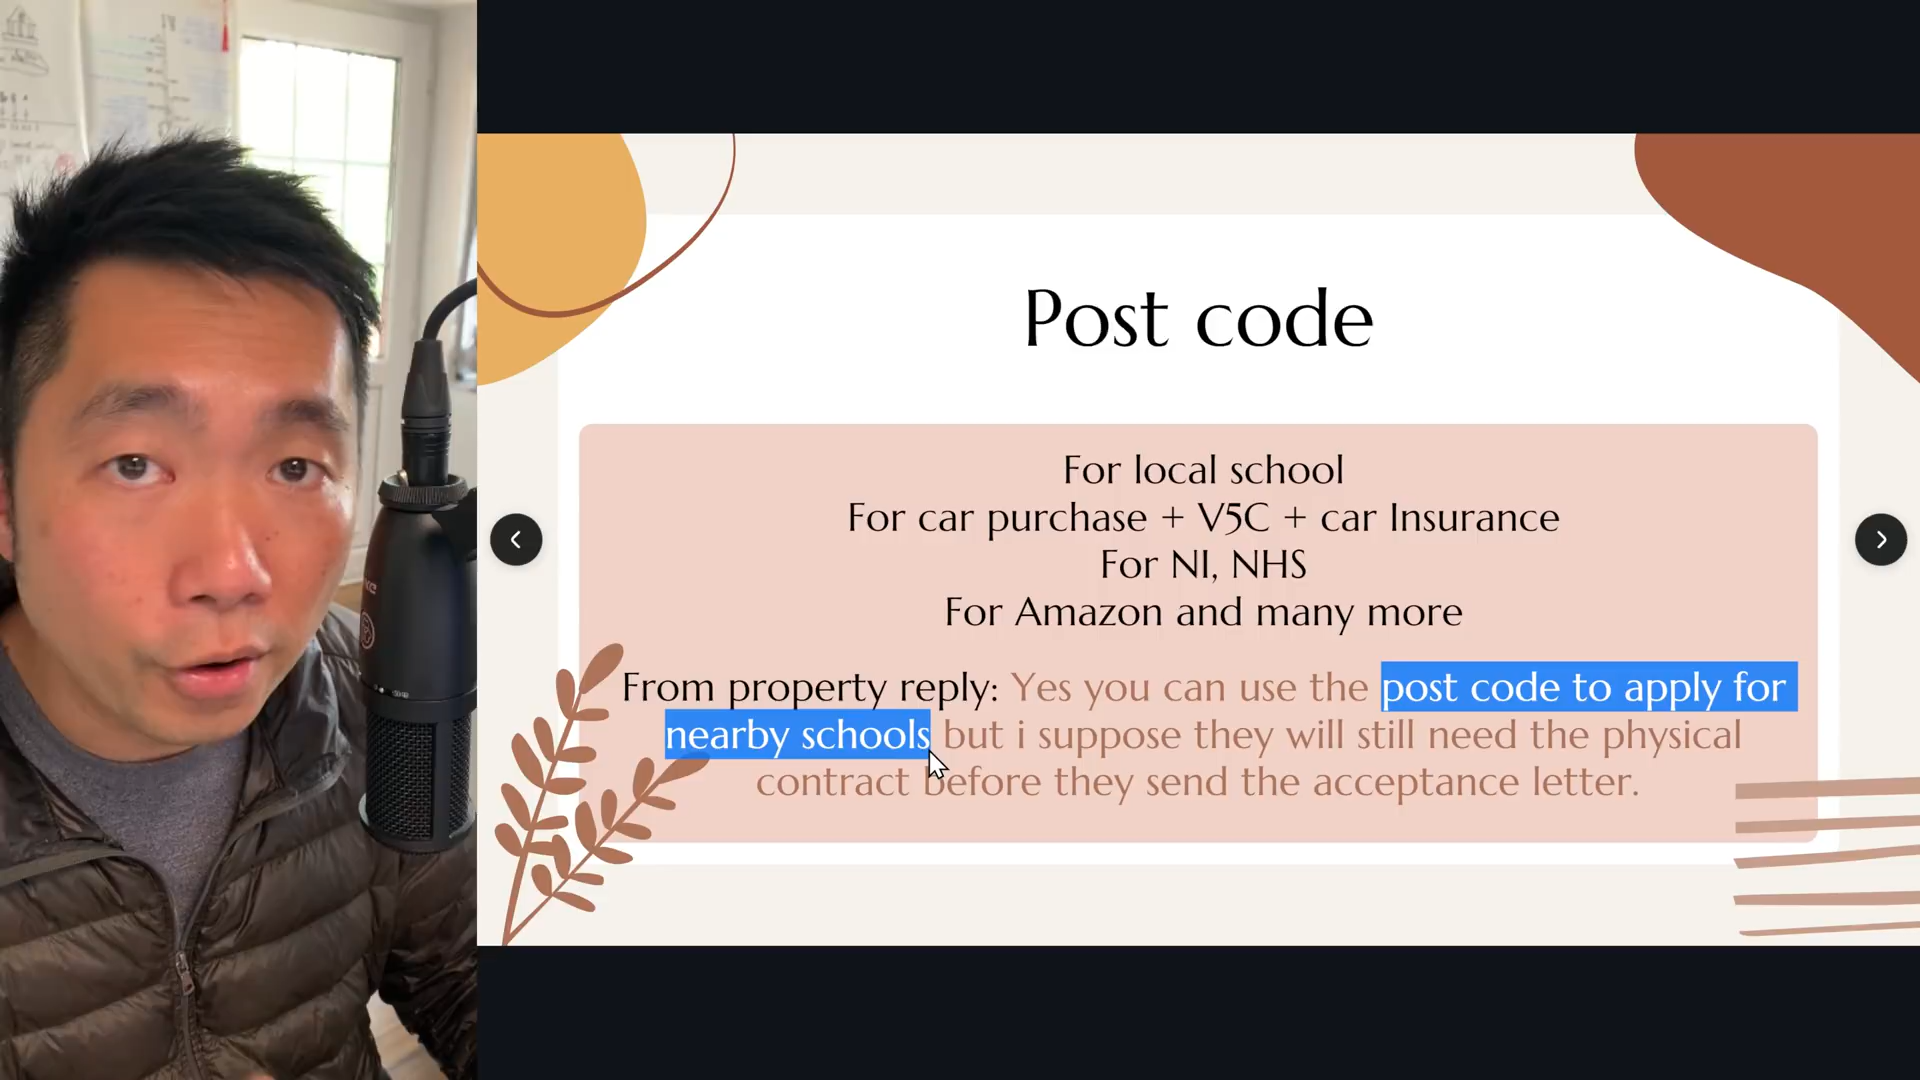 Post code
For local school
For car purchase + V5C + car Insurance
For NI, NHS
For Amazon and many more
From property reply: Yes you can use the post code to apply for
nearby schools but i suppose they will still need the physical
contract before they send the acceptance letter.